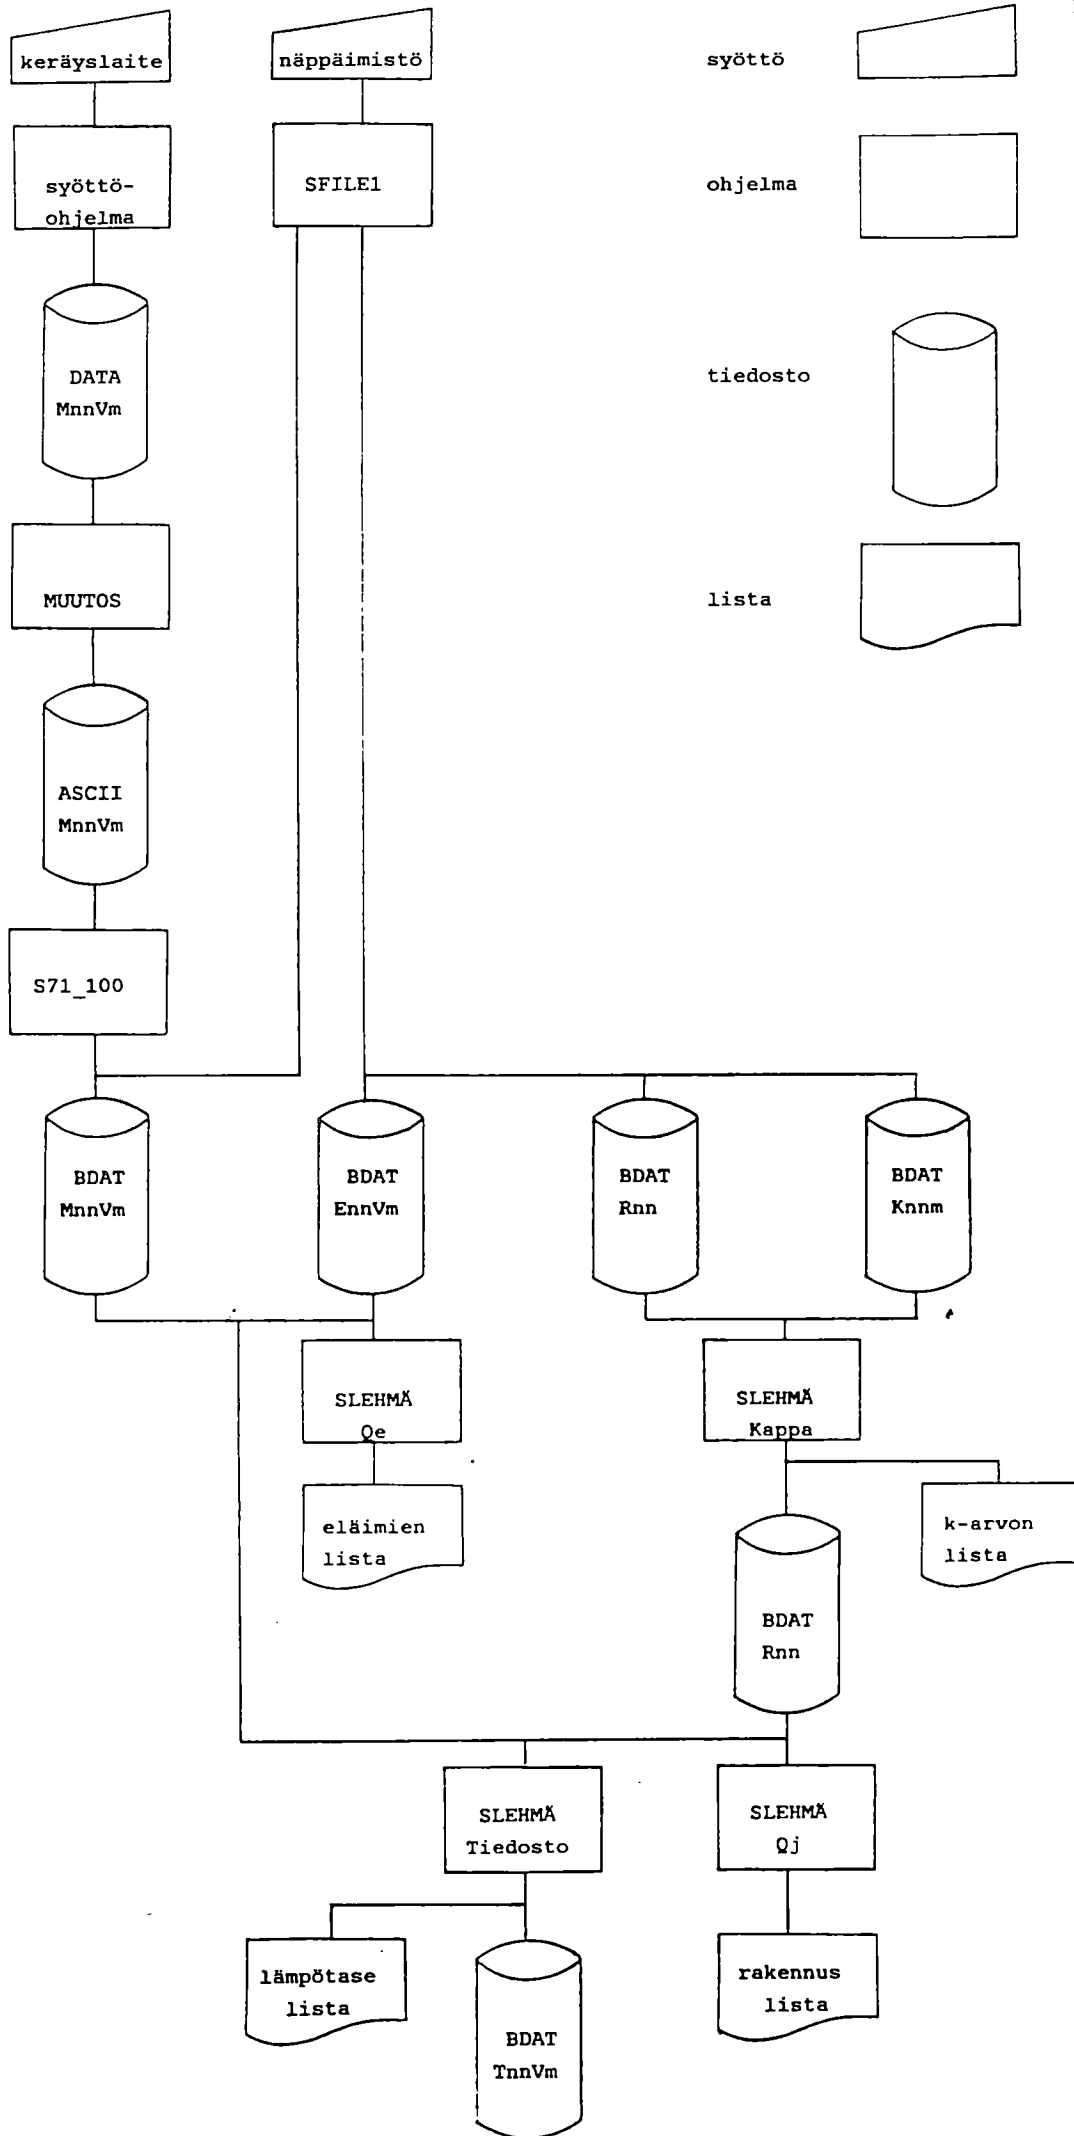 keräyslaite
näppäimistö
syöttö
syöttö-
ohjelma
SFILE1
ohjelma
DATA
MnnVm
tiedosto
MUUTOS
lista
ASCII
MnnVm
S71_100
BDAT
MnnVm
BDAT
EnnVm
BDAT
Rnn
BDAT
Knnm
SLEHMÄ
Qe
SLEHMÄ
Kappa
eläimien
lista
k-arvon
lista
BDAT
Rnn
SLEHMÄ
Tiedosto
SLEHMÄ
Qj
lämpötase
lista
rakennus
lista
BDAT
TnnVm